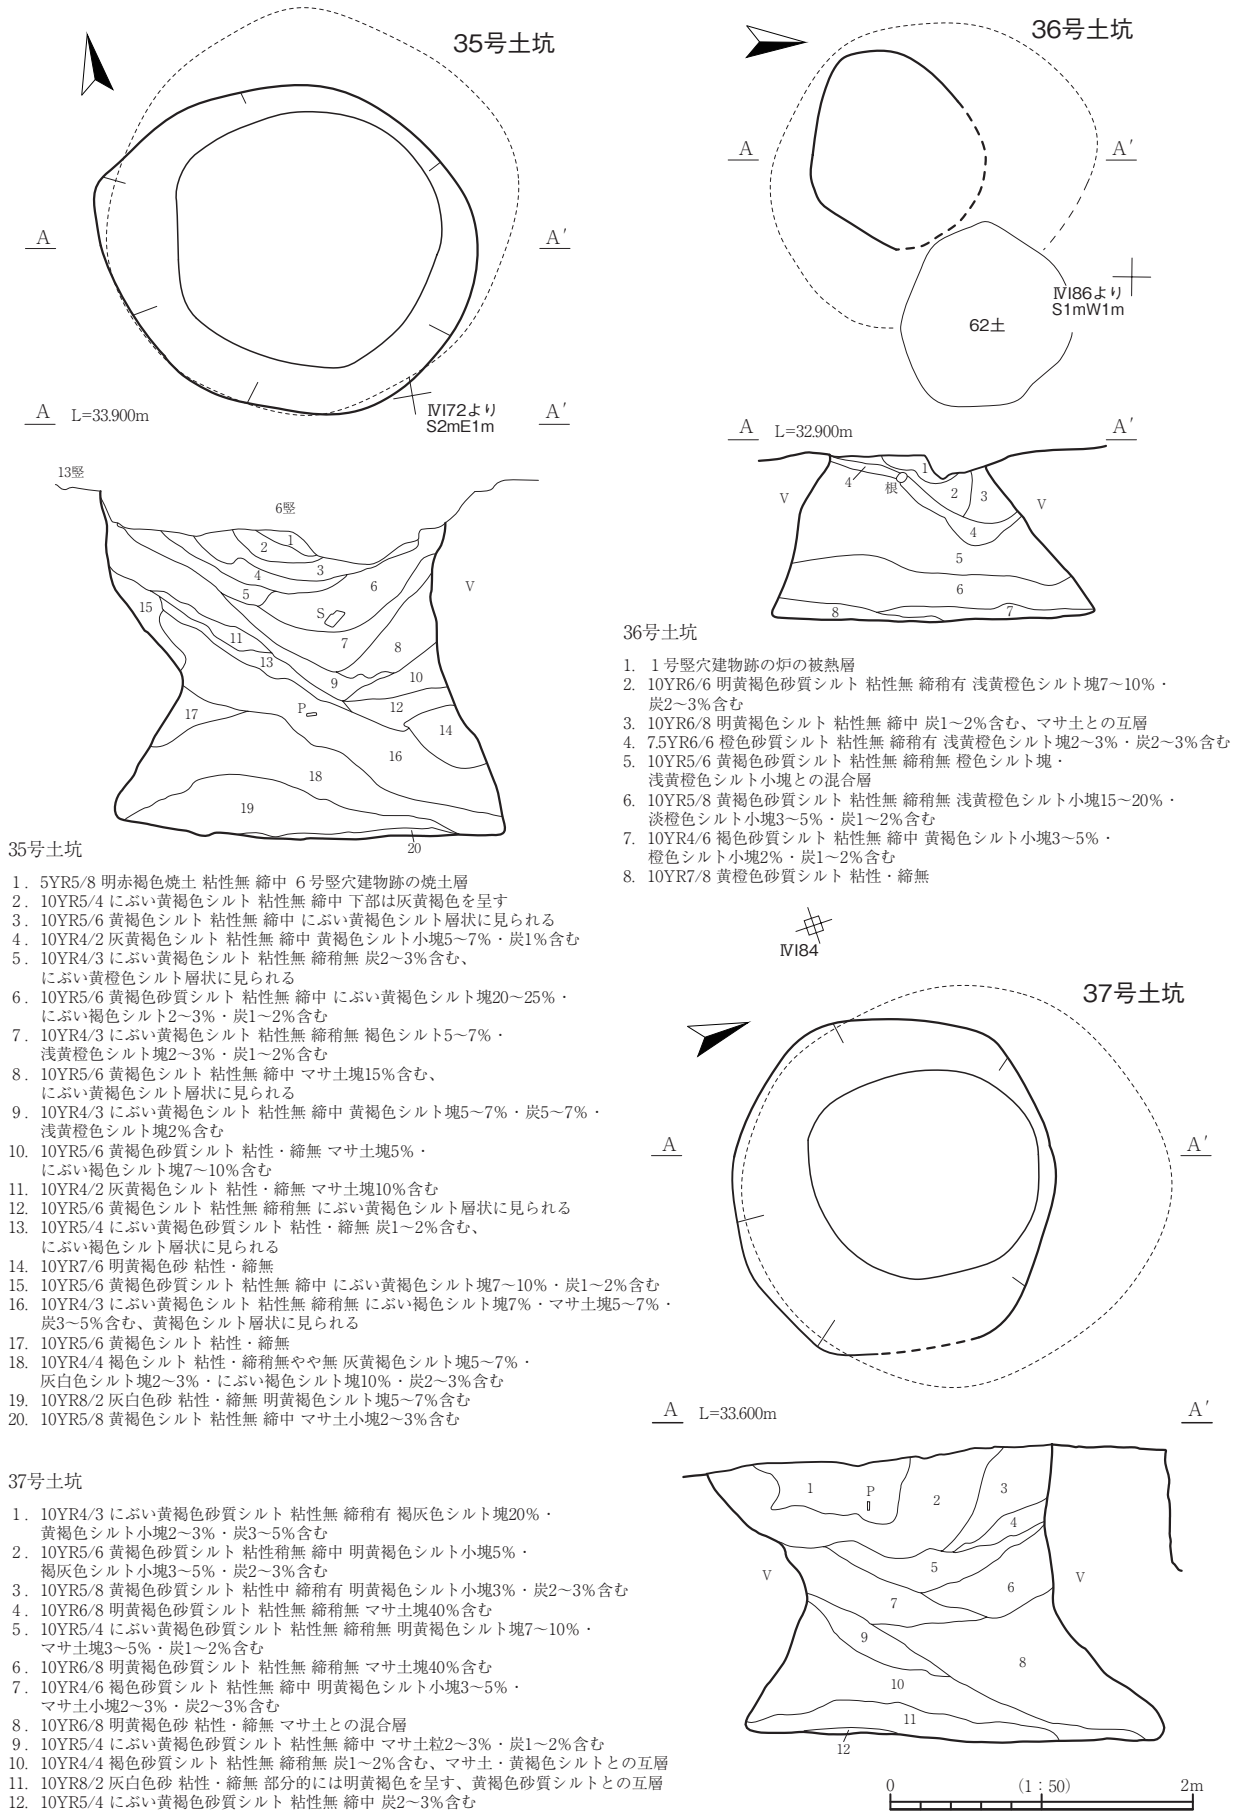 35号土坑
A
A′
ⅣI72より
S2mE1m
A L=33.900m
A′
13竪
6竪
1
2
3
4
5
6
S
7
V
8
15
11
13
9
10
12
P
17
14
16
18
19
20
35号土坑
1. 5YR5/8 明赤褐色焼土 粘性無 締中 6号竪穴建物跡の焼土層
2. 10YR5/4 にぶい黄褐色シルト 粘性無 締中 下部は灰黄褐色を呈す
3. 10YR5/6 黄褐色シルト 粘性無 締中 にぶい黄褐色シルト層状に見られる
4. 10YR4/2 灰黄褐色シルト 粘性無 締中 黄褐色シルト小塊5～7%・炭1%含む
5. 10YR4/3 にぶい黄褐色シルト 粘性無 締稍無 炭2～3%含む、
にぶい黄橙色シルト層状に見られる
6. 10YR5/6 黄褐色砂質シルト 粘性無 締中 にぶい黄褐色シルト塊20～25%・
にぶい褐色シルト2～3%・炭1～2%含む
7. 10YR4/3 にぶい黄褐色シルト 粘性無 締稍無 褐色シルト5～7%・
浅黄橙色シルト塊2～3%・炭1～2%含む
8. 10YR5/6 黄褐色シルト 粘性無 締中 マサ土塊15%含む、
にぶい黄褐色シルト層状に見られる
9. 10YR4/3 にぶい黄褐色シルト 粘性無 締中 黄褐色シルト塊5～7%・炭5～7%・
浅黄橙色シルト塊2%含む
10. 10YR5/6 黄褐色砂質シルト 粘性・締無 マサ土塊5%・
にぶい褐色シルト塊7～10%含む
11. 10YR4/2 灰黄褐色シルト 粘性・締無 マサ土塊10%含む
12. 10YR5/6 黄褐色シルト 粘性無 締稍無 にぶい黄褐色シルト層状に見られる
13. 10YR5/4 にぶい黄褐色砂質シルト 粘性・締無 炭1～2%含む、
にぶい褐色シルト層状に見られる
14. 10YR7/6 明黄褐色砂 粘性・締無
15. 10YR5/6 黄褐色砂質シルト 粘性無 締中 にぶい黄褐色シルト塊7～10%・炭1～2%含む
16. 10YR4/3 にぶい黄褐色シルト 粘性無 締稍無 にぶい褐色シルト塊7%・マサ土塊5～7%・
炭3～5%含む、黄褐色シルト層状に見られる
17. 10YR5/6 黄褐色シルト 粘性・締無
18. 10YR4/4 褐色シルト 粘性・締稍無やや無 灰黄褐色シルト塊5～7%・
灰白色シルト塊2～3%・にぶい褐色シルト塊10%・炭2～3%含む
19. 10YR8/2 灰白色砂 粘性・締無 明黄褐色シルト塊5～7%含む
20. 10YR5/8 黄褐色シルト 粘性無 締中 マサ土小塊2～3%含む
36号土坑
A
A′
ⅣI86より
S1mW1m
62土
A L=32.900m
A′
1
4
根
2
3
V
V
4
5
6
8
7
36号土坑
1. 1号竪穴建物跡の炉の被熱層
2. 10YR6/6 明黄褐色砂質シルト 粘性無 締稍有 浅黄橙色シルト塊7～10%・
炭2～3%含む
3. 10YR6/8 明黄褐色シルト 粘性無 締中 炭1～2%含む、マサ土との互層
4. 7.5YR6/6 橙色砂質シルト 粘性無 締稍有 浅黄橙色シルト塊2～3%・炭2～3%含む
5. 10YR5/6 黄褐色砂質シルト 粘性無 締稍無 橙色シルト塊・
浅黄橙色シルト小塊との混合層
6. 10YR5/8 黄褐色砂質シルト 粘性無 締稍無 浅黄橙色シルト小塊15～20%・
淡橙色シルト小塊3～5%・炭1～2%含む
7. 10YR4/6 褐色砂質シルト 粘性無 締中 黄褐色シルト小塊3～5%・
橙色シルト小塊2%・炭1～2%含む
8. 10YR7/8 黄橙色砂質シルト 粘性・締無
ⅣI84
37号土坑
A
A′
A L=33.600m
A′
1
P
2
3
4
5
V
V
6
7
9
8
10
11
12
37号土坑
1. 10YR4/3 にぶい黄褐色砂質シルト 粘性無 締稍有 褐灰色シルト塊20%・
黄褐色シルト小塊2～3%・炭3～5%含む
2. 10YR5/6 黄褐色砂質シルト 粘性稍無 締中 明黄褐色シルト小塊5%・
褐灰色シルト小塊3～5%・炭2～3%含む
3. 10YR5/8 黄褐色砂質シルト 粘性中 締稍有 明黄褐色シルト小塊3%・炭2～3%含む
4. 10YR6/8 明黄褐色砂質シルト 粘性無 締稍無 マサ土塊40%含む
5. 10YR5/4 にぶい黄褐色砂質シルト 粘性無 締稍無 明黄褐色シルト塊7～10%・
マサ土塊3～5%・炭1～2%含む
6. 10YR6/8 明黄褐色砂質シルト 粘性無 締稍無 マサ土塊40%含む
7. 10YR4/6 褐色砂質シルト 粘性無 締中 明黄褐色シルト小塊3～5%・
マサ土小塊2～3%・炭2～3%含む
8. 10YR6/8 明黄褐色砂 粘性・締無 マサ土との混合層
9. 10YR5/4 にぶい黄褐色砂質シルト 粘性無 締中 マサ土粒2～3%・炭1～2%含む
10. 10YR4/4 褐色砂質シルト 粘性無 締稍無 炭1～2%含む、マサ土・黄褐色シルトとの互層
11. 10YR8/2 灰白色砂 粘性・締無 部分的には明黄褐色を呈す、黄褐色砂質シルトとの互層
12. 10YR5/4 にぶい黄褐色砂質シルト 粘性無 締中 炭2～3%含む
0 (1：50) 2m